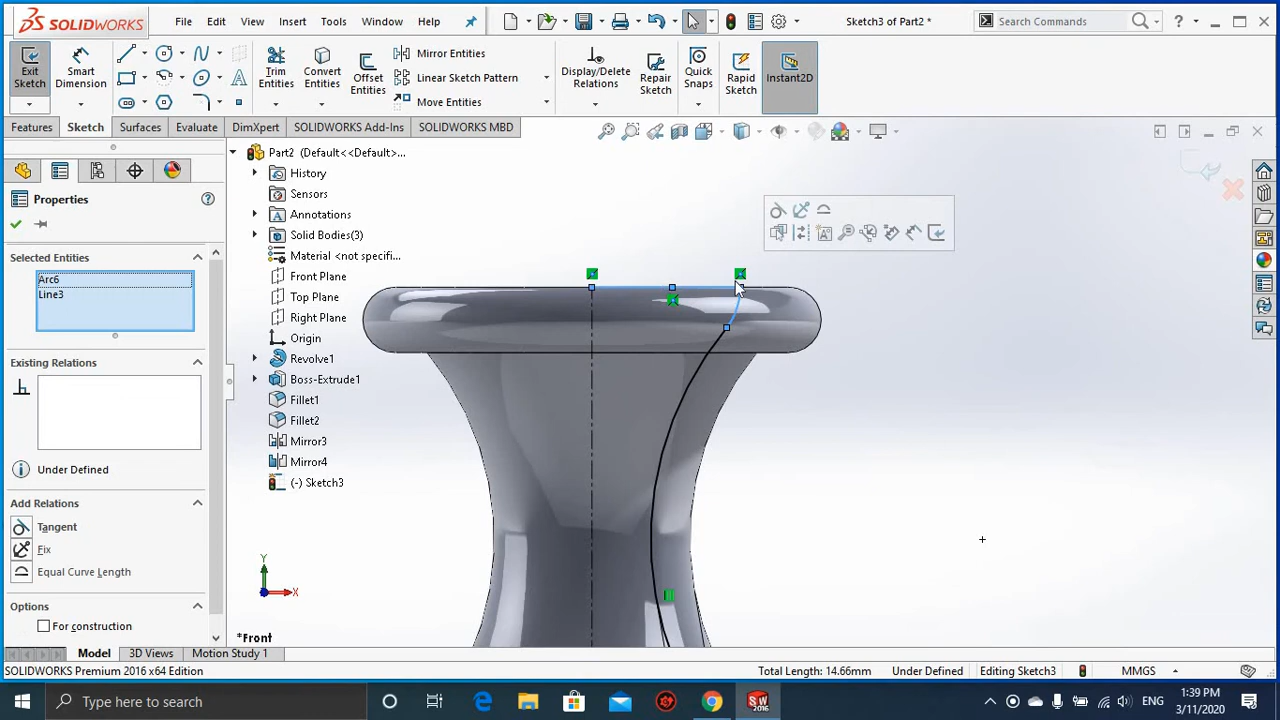 SOLIDWORKS File Edit View Insert Tools Window Help Sketch3 of Part2 * Search Commands ?
Exit Sketch
Smart Dimension
Trim Entities
Convert Entities
Offset Entities
Mirror Entities
Linear Sketch Pattern
Move Entities
Display/Delete Relations
Repair Sketch
Quick Snaps
Rapid Sketch
Instant2D
Features Sketch Surfaces Evaluate DimXpert SOLIDWORKS Add-Ins SOLIDWORKS MBD
Properties
Selected Entities
Arc6
Line3
Existing Relations
Under Defined
Add Relations
Tangent
Fix
Equal Curve Length
Options
For construction
Part2 (Default<<Default>...
History
Sensors
Annotations
Solid Bodies(3)
Material <not specifi...
Front Plane
Top Plane
Right Plane
Origin
Revolve1
Boss-Extrude1
Fillet1
Fillet2
Mirror3
Mirror4
(-) Sketch3
Y
X
*Front
Model 3D Views Motion Study 1
SOLIDWORKS Premium 2016 x64 Edition Total Length: 14.66mm Under Defined Editing Sketch3 MMGS
Type here to search
SW
2016
ENG
1:39 PM
3/11/2020